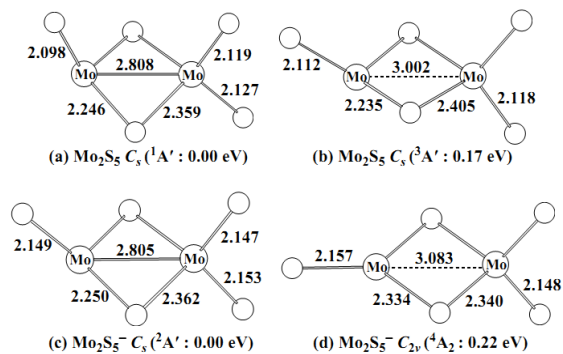 2.098
2.119
Mo 2.808 Mo
2.127
2.246 2.359
(a) Mo₂S₅ Cₛ (¹A′ : 0.00 eV)
2.112 3.002
Mo Mo
2.118
2.235 2.405
(b) Mo₂S₅ Cₛ (³A′ : 0.17 eV)
2.149 2.147
Mo 2.805 Mo
2.153
2.250 2.362
(c) Mo₂S₅⁻ Cₛ (²A′ : 0.00 eV)
2.157 3.083
Mo Mo
2.148
2.334 2.340
(d) Mo₂S₅⁻ C₂ᵥ (⁴A₂ : 0.22 eV)